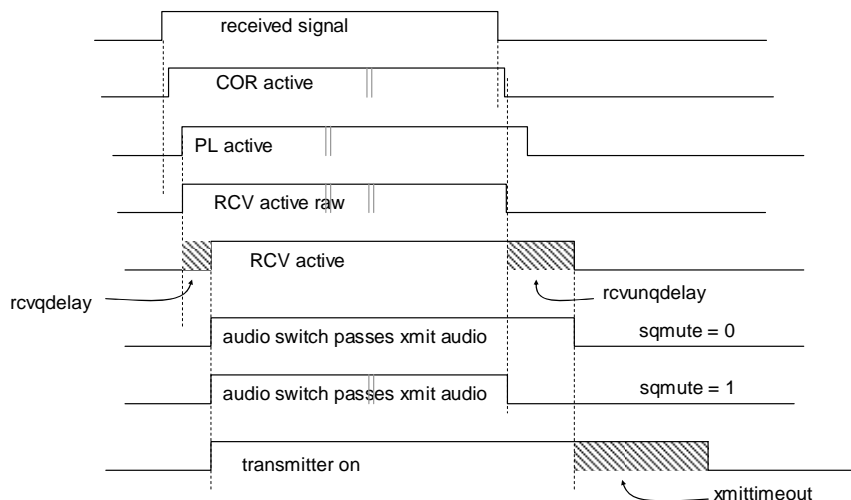 received signal
COR active
PL active
RCV active raw
RCV active
rcvqdelay
rcvunqdelay
audio switch passes xmit audio
sqmute = 0
audio switch passes xmit audio
sqmute = 1
transmitter on
xmittimeout